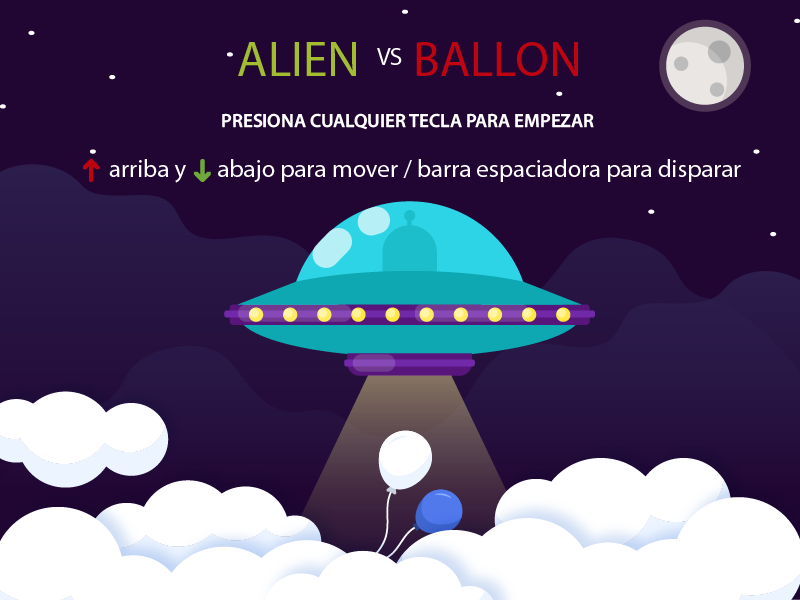 ALIEN VS BALLON
PRESIONA CUALQUIER TECLA PARA EMPEZAR
↑ arriba y ↓ abajo para mover / barra espaciadora para disparar